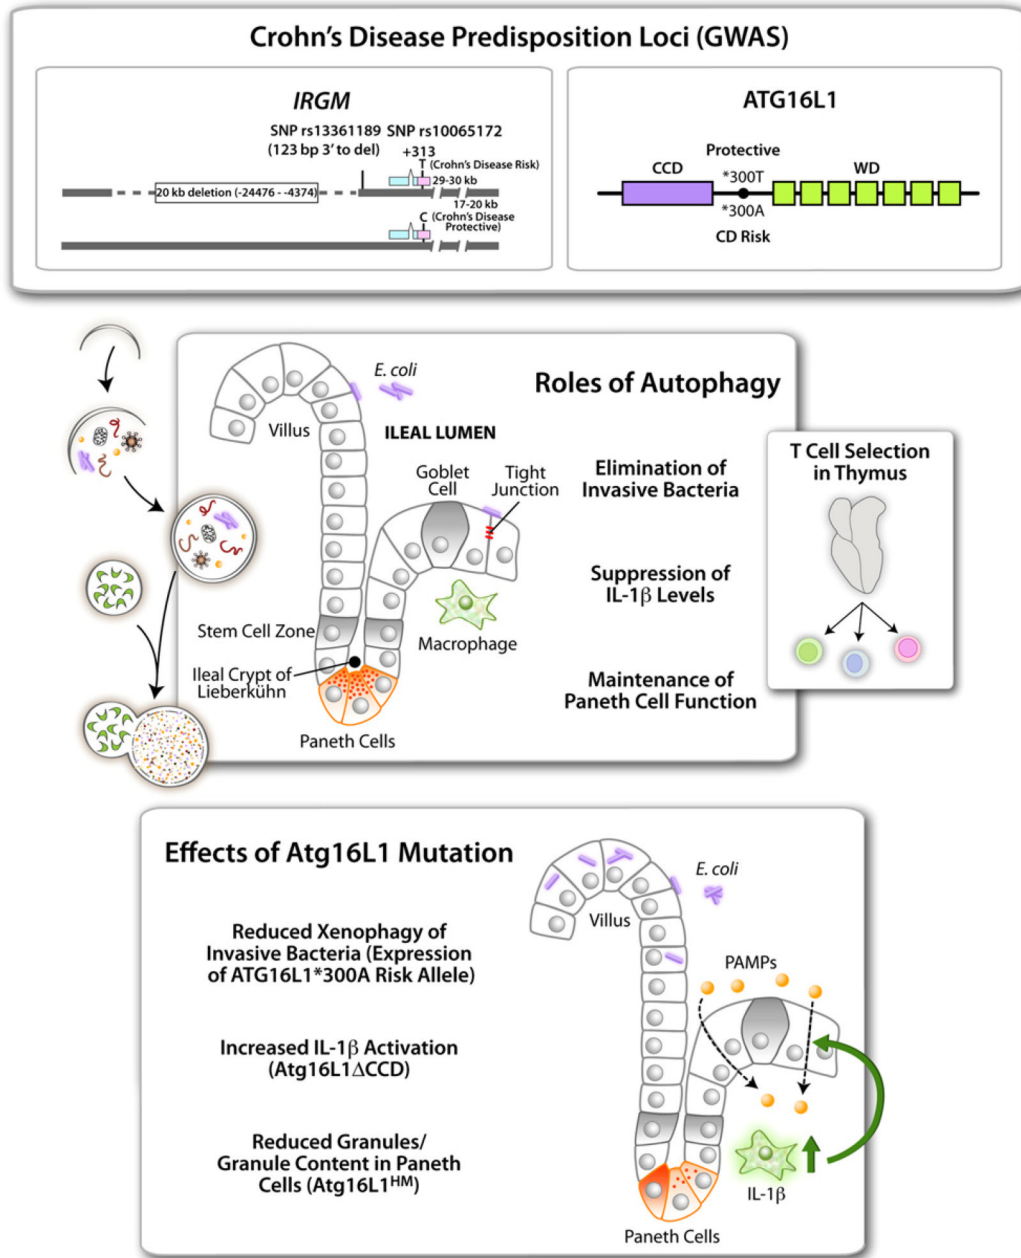 Crohn's Disease Predisposition Loci (GWAS)
IRGM
SNP rs13361189 SNP rs10065172
(123 bp 3' to del) +313
T (Crohn's Disease Risk)
29-30 kb
20 kb deletion (-24476 - -4374)
17-20 kb
C (Crohn's Disease
Protective)
ATG16L1
Protective
CCD
*300T
WD
*300A
CD Risk
Roles of Autophagy
E. coli
Villus
ILEAL LUMEN
Goblet
Cell
Tight
Junction
Elimination of
Invasive Bacteria
Suppression of
IL-1β Levels
Stem Cell Zone
Macrophage
Ileal Crypt of
Lieberkühn
Maintenance of
Paneth Cell Function
Paneth Cells
T Cell Selection
in Thymus
Effects of Atg16L1 Mutation
E. coli
Villus
Reduced Xenophagy of
Invasive Bacteria (Expression
of ATG16L1*300A Risk Allele)
PAMPs
Increased IL-1β Activation
(Atg16L1ΔCCD)
Reduced Granules/
Granule Content in Paneth
Cells (Atg16L1HM)
IL-1β
Paneth Cells